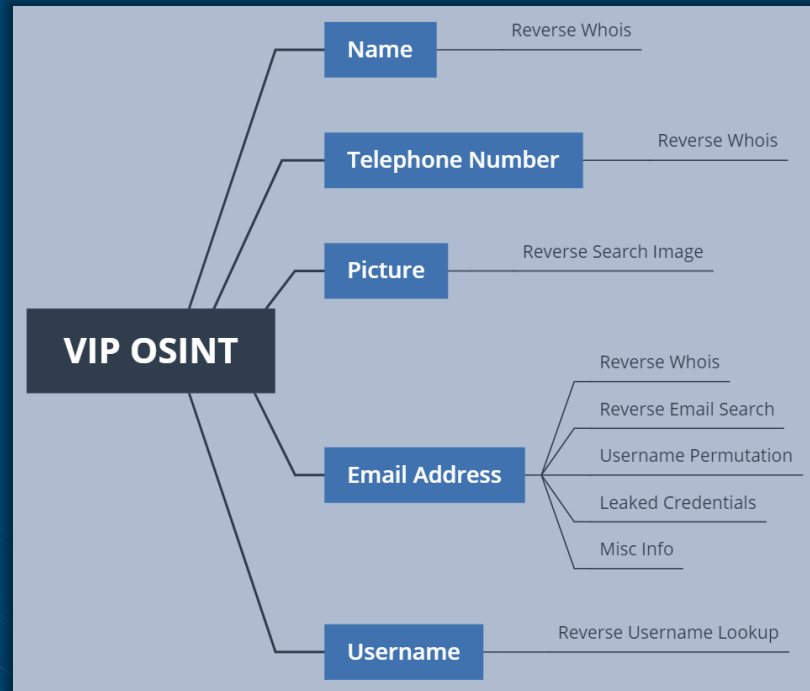 Name
Reverse Whois
Telephone Number
Reverse Whois
Picture
Reverse Search Image
VIP OSINT
Email Address
Reverse Whois
Reverse Email Search
Username Permutation
Leaked Credentials
Misc Info
Username
Reverse Username Lookup